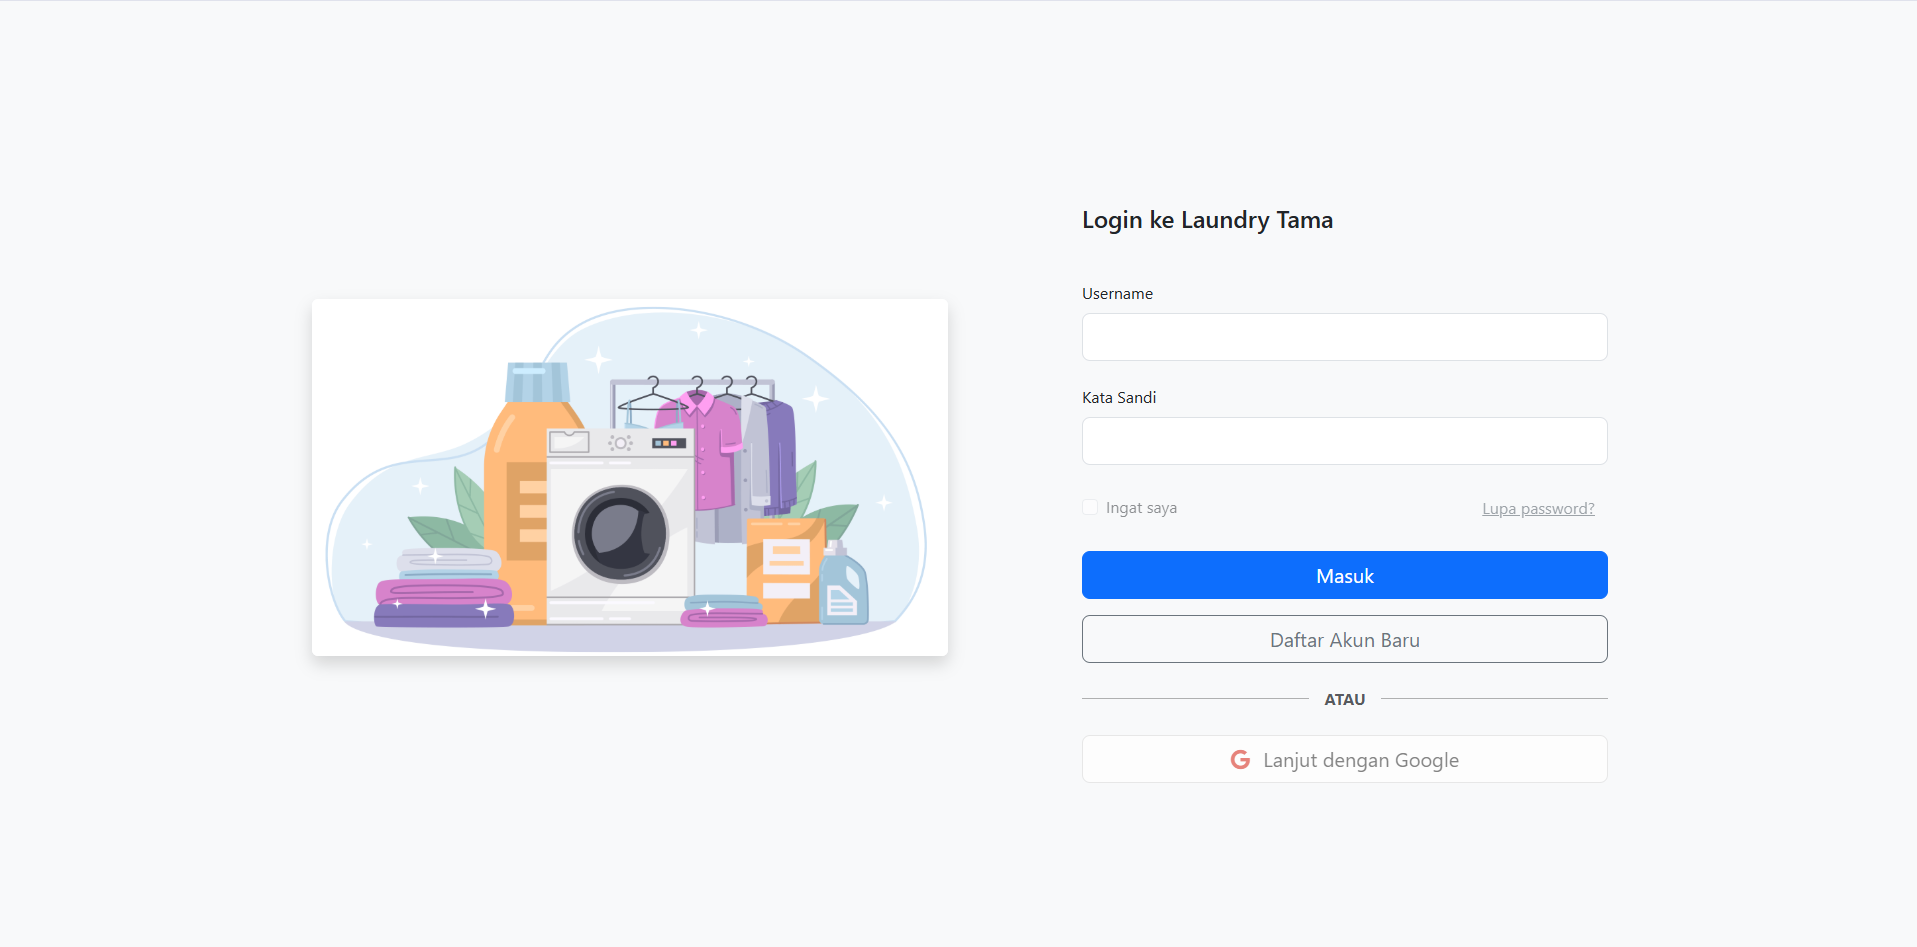 Login ke Laundry Tama
Username
Kata Sandi
Ingat saya
Lupa password?
Masuk
Daftar Akun Baru
ATAU
Lanjut dengan Google